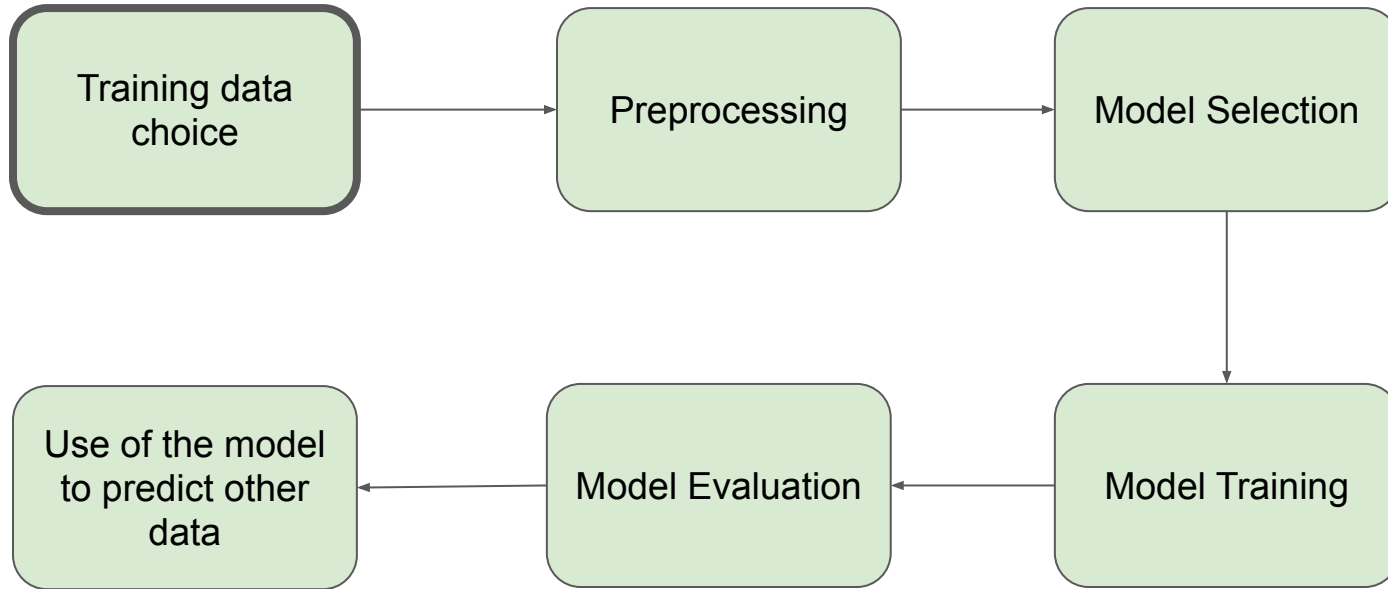 Training data
choice
Preprocessing
Model Selection
Model Training
Model Evaluation
Use of the model
to predict other
data